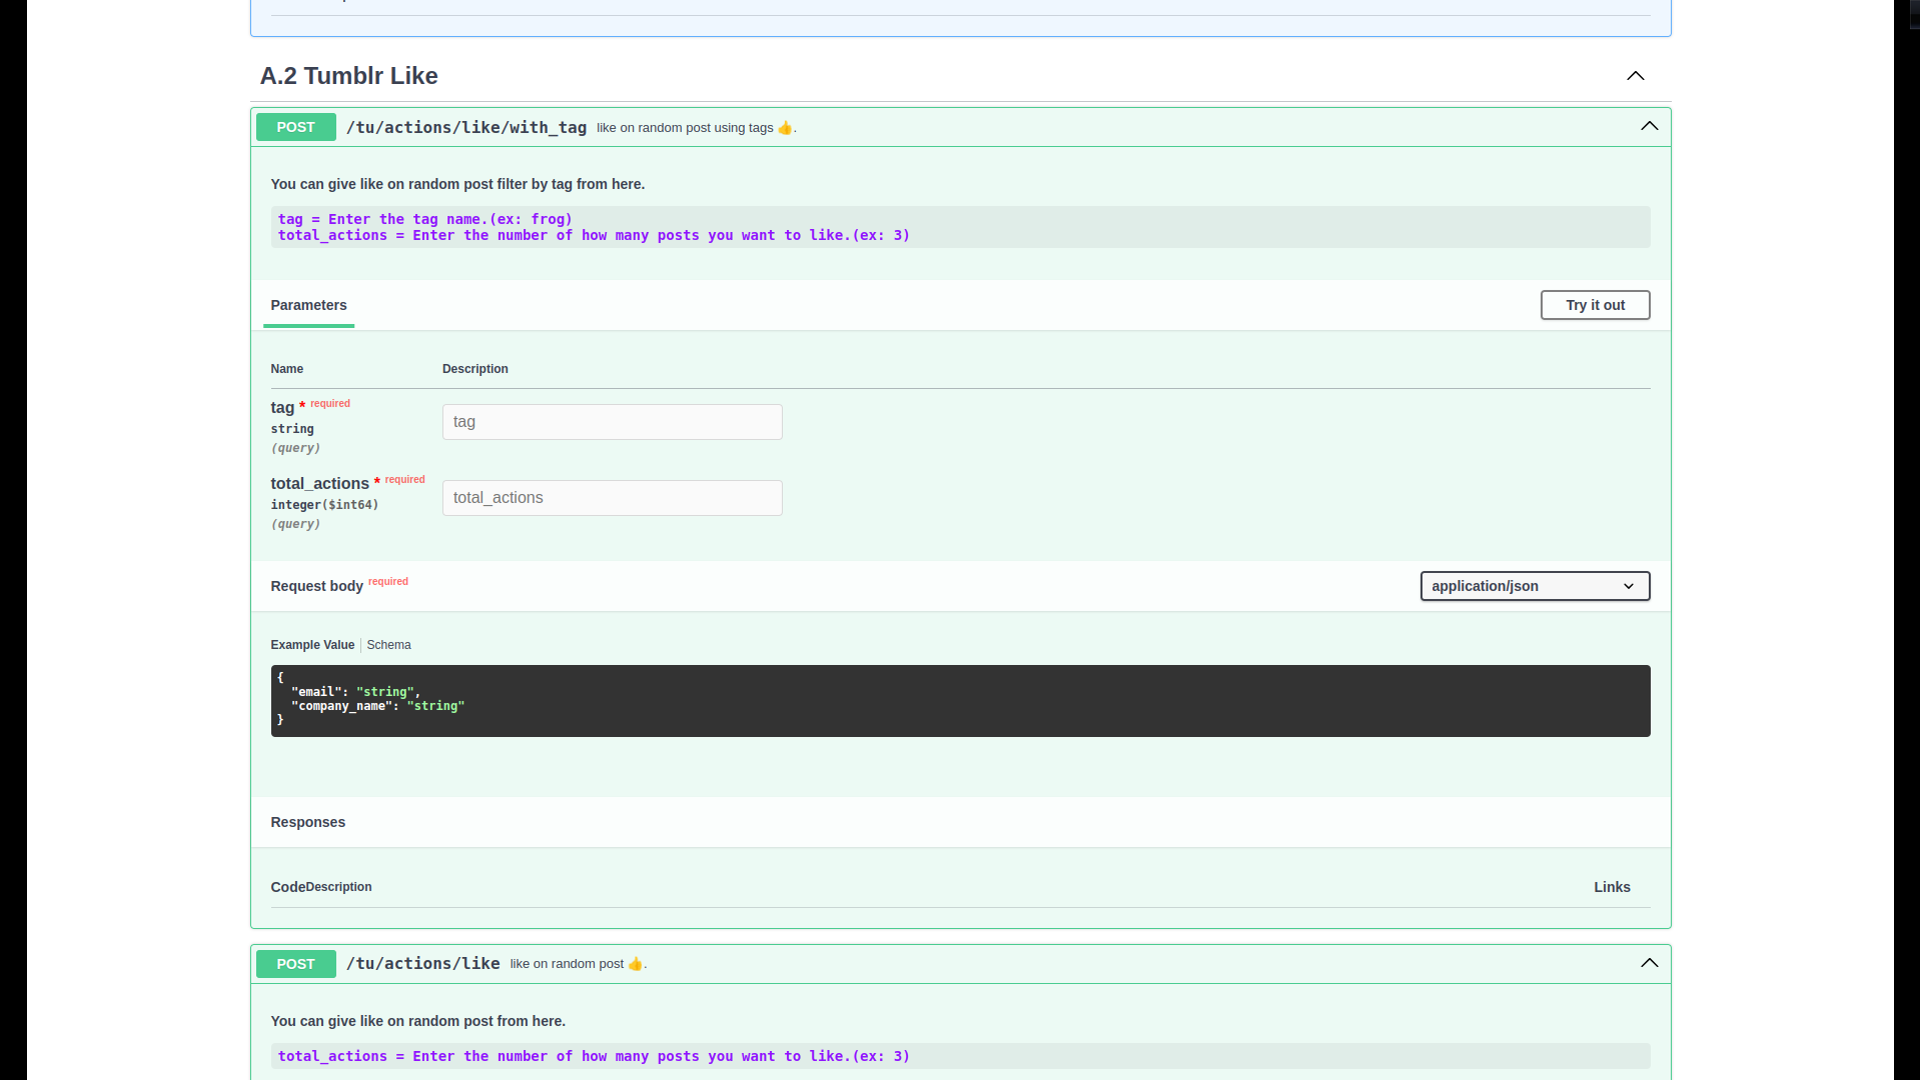 A.2 Tumblr Like
POST /tu/actions/like/with_tag like on random post using tags 👍.
You can give like on random post filter by tag from here.
tag = Enter the tag name.(ex: frog)
total_actions = Enter the number of how many posts you want to like.(ex: 3)
Parameters Try it out
Name Description
tag * required
string
(query)
tag
total_actions * required
integer($int64)
(query)
total_actions
Request body required application/json
Example Value | Schema
{
"email": "string",
"company_name": "string"
}
Responses
Code Description Links
POST /tu/actions/like like on random post 👍.
You can give like on random post from here.
total_actions = Enter the number of how many posts you want to like.(ex: 3)